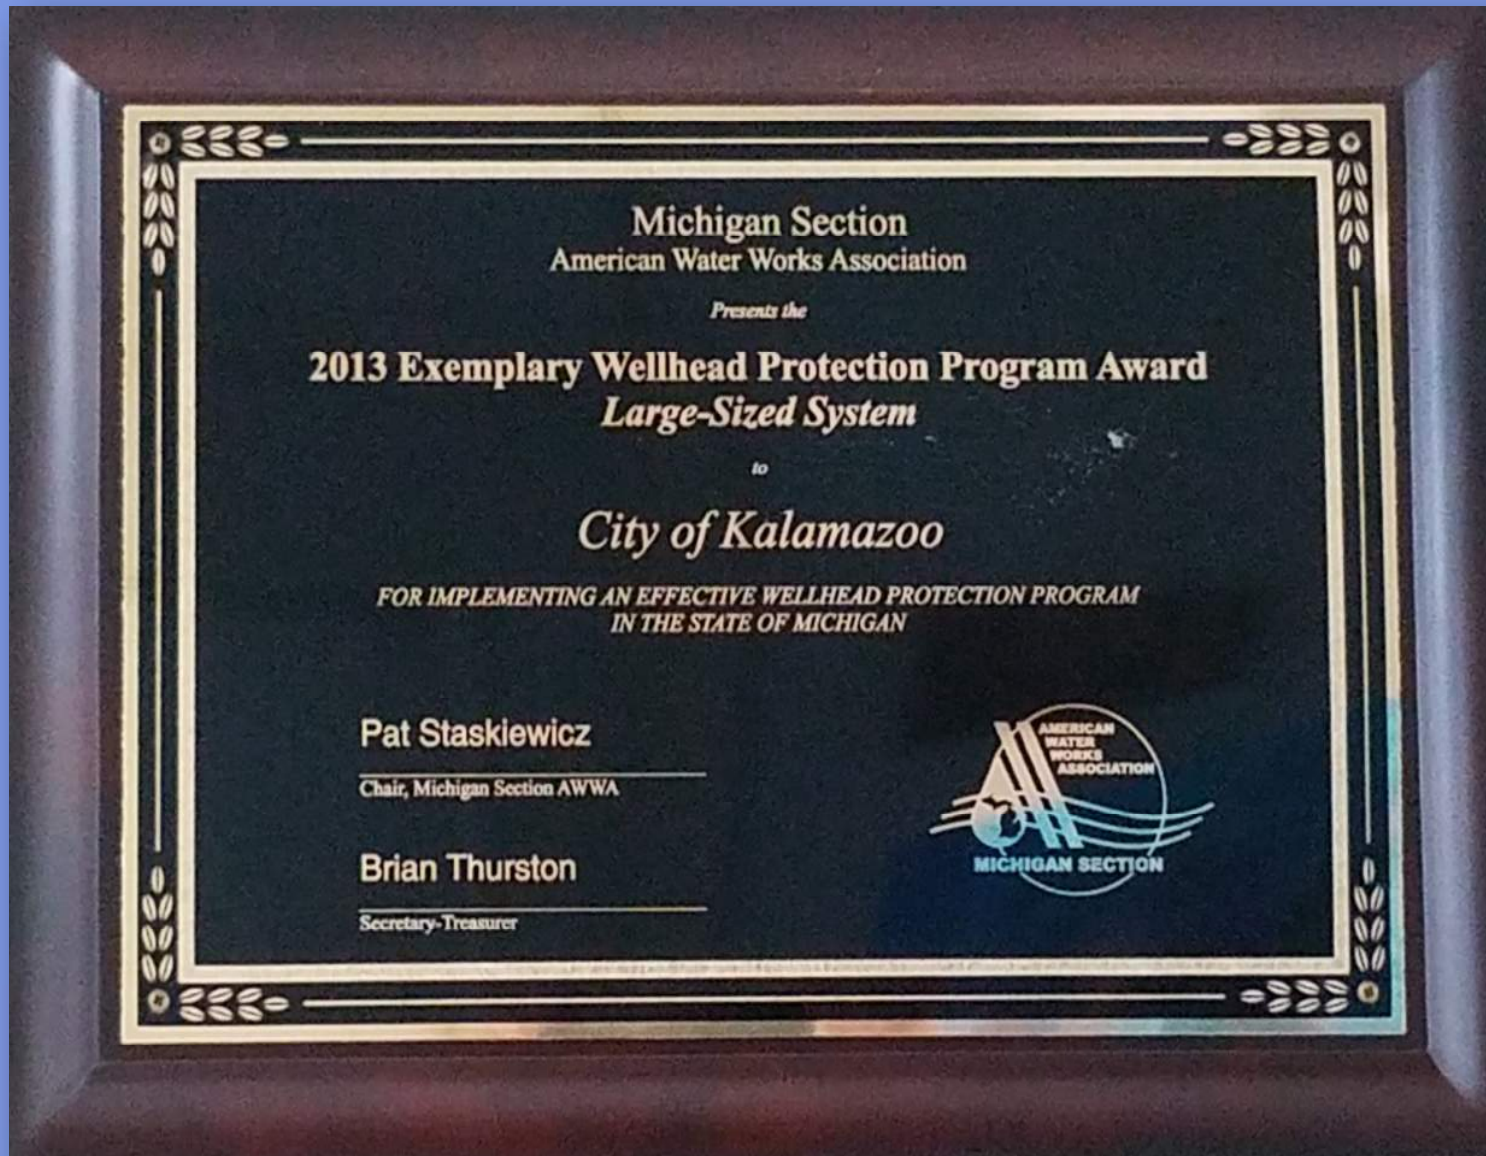 Michigan Section
American Water Works Association
Presents the
2013 Exemplary Wellhead Protection Program Award
Large-Sized System
to
City of Kalamazoo
FOR IMPLEMENTING AN EFFECTIVE WELLHEAD PROTECTION PROGRAM
IN THE STATE OF MICHIGAN
Pat Staskiewicz
Chair, Michigan Section AWWA
Brian Thurston
Secretary-Treasurer
AMERICAN
WATER
WORKS
ASSOCIATION
MICHIGAN SECTION